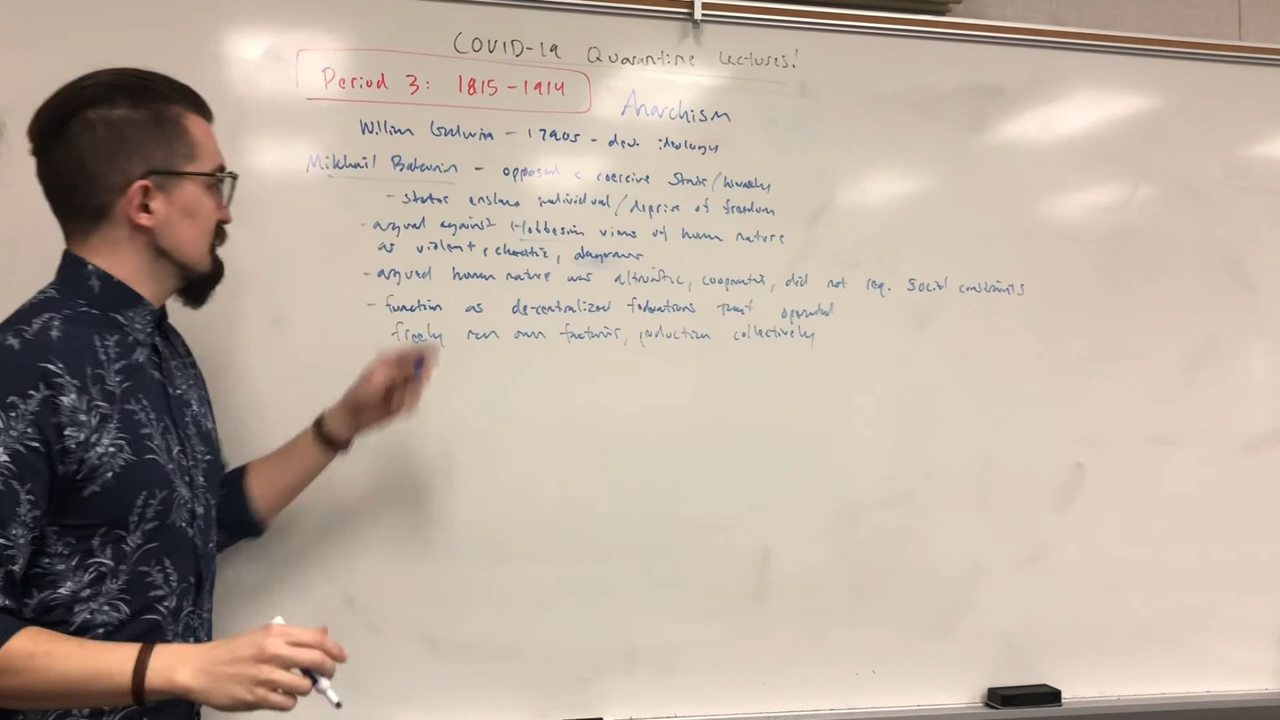 COVID-19 Quarantine Lectures!
Period 3: 1815-1914
Anarchism
William Godwin - 1790s - dev. ideology
Mikhail Bakunin - opposed coercive State/
- states enslave individual/deprive of freedom
- argued against Hobbesian views of human nature
as violent, chaotic, dangerous
- argued human nature was altruistic, cooperative, did not req. social constraints
- function as de-centralized federations that operated
freely ran own factories, production collectively